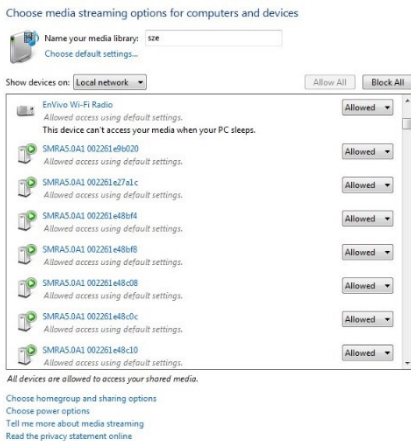 Choose media streaming options for computers and devices
Name your media library: sze
Choose default settings...
Show devices on: Local network Allow All Block All
EnVivo Wi-Fi Radio Allowed
Allowed access using default settings.
This device can't access your media when your PC sleeps.
SMRA5.0A1 002261e9b020 Allowed
Allowed access using default settings.
SMRA5.0A1 002261e27a1c Allowed
Allowed access using default settings.
SMRA5.0A1 002261e48bf4 Allowed
Allowed access using default settings.
SMRA5.0A1 002261e48bf8 Allowed
Allowed access using default settings.
SMRA5.0A1 002261e48c08 Allowed
Allowed access using default settings.
SMRA5.0A1 002261e48c0c Allowed
Allowed access using default settings.
SMRA5.0A1 002261e48c10 Allowed
Allowed access using default settings.
All devices are allowed to access your shared media.
Choose homegroup and sharing options
Choose power options
Tell me more about media streaming
Read the privacy statement online